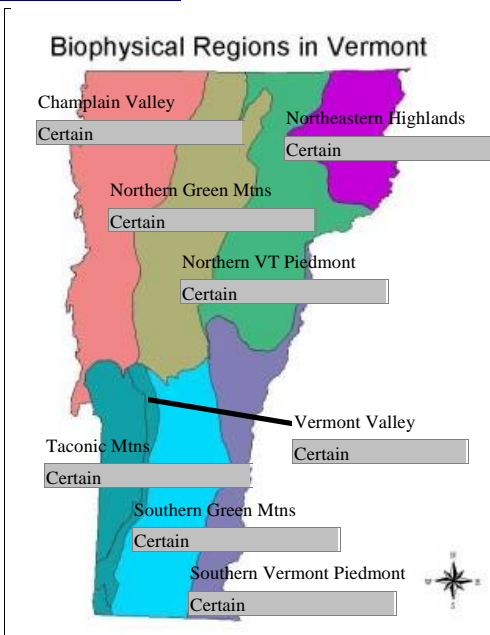 Biophysical Regions in Vermont
Champlain Valley
Certain
Northeastern Highlands
Certain
Northern Green Mtns
Certain
Northern VT Piedmont
Certain
Vermont Valley
Certain
Taconic Mtns
Certain
Southern Green Mtns
Certain
Southern Vermont Piedmont
Certain
N
W E
S